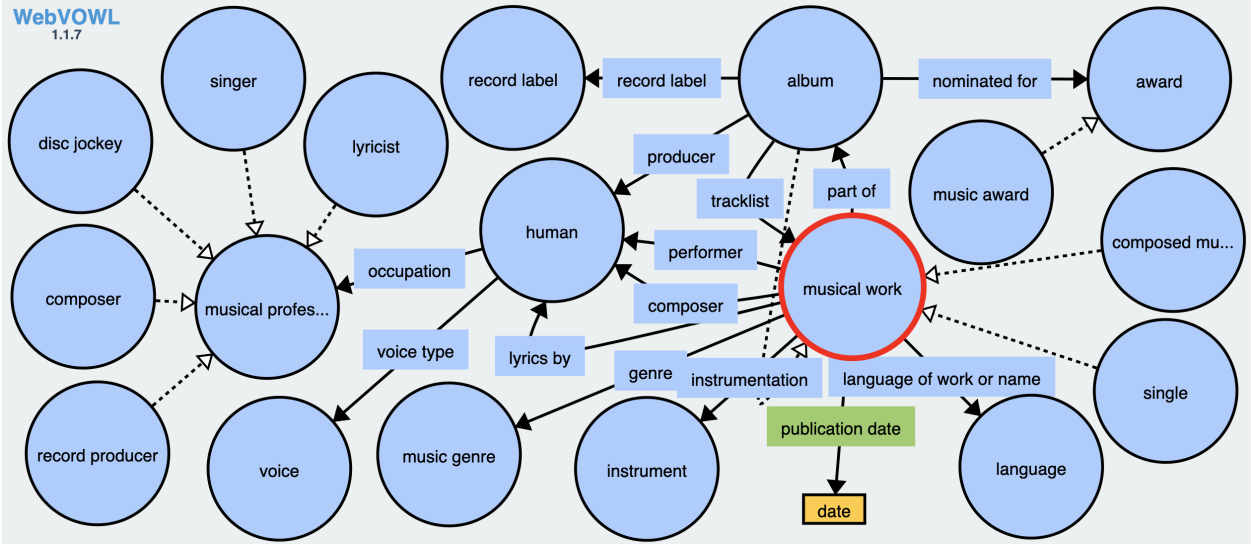 WebVOWL
1.1.7
singer
record label
record label
album
nominated for
award
disc jockey
lyricist
producer
tracklist
part of
music award
human
performer
composed mu...
occupation
composer
musical profes...
composer
musical work
voice type
lyrics by
genre
instrumentation
language of work or name
single
publication date
record producer
voice
music genre
instrument
language
date